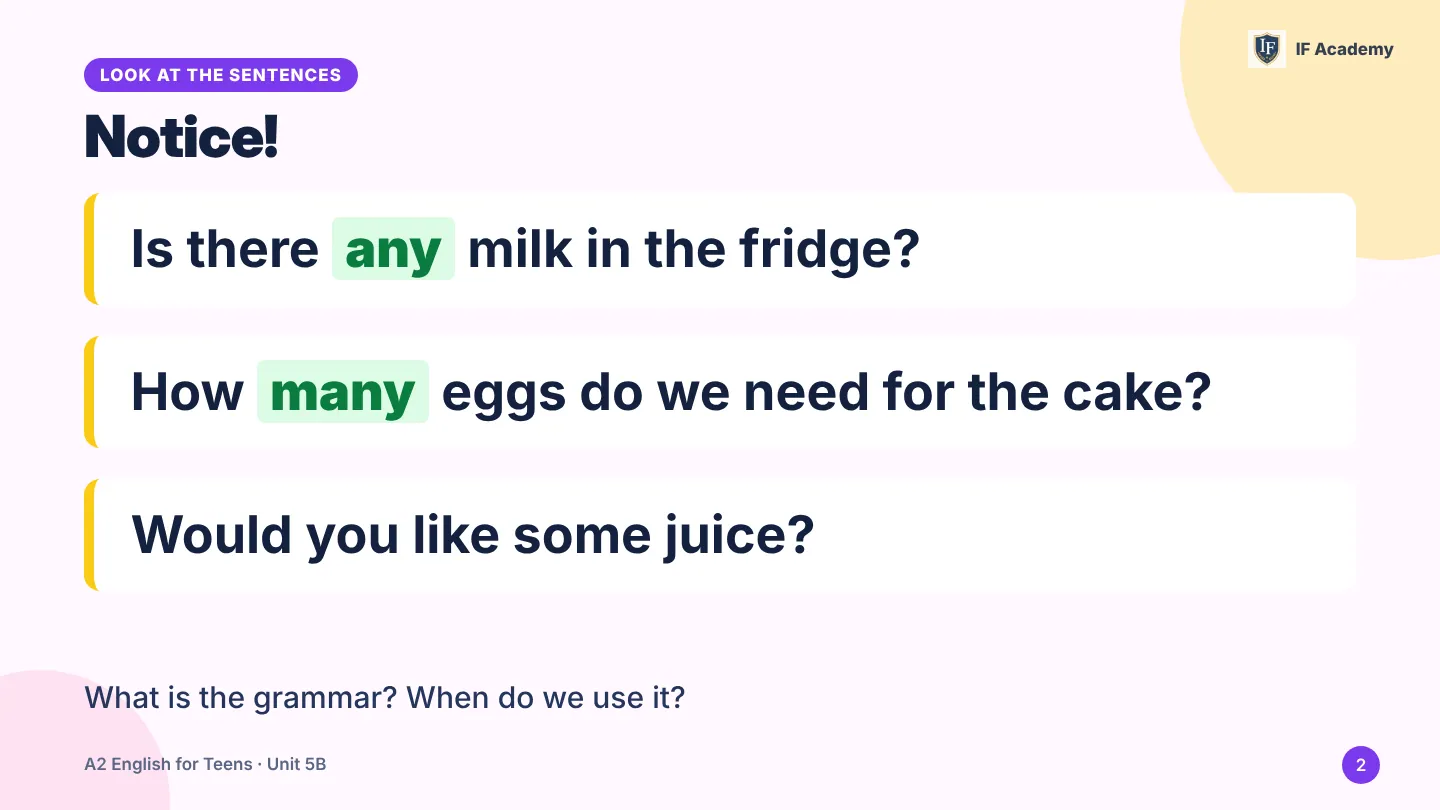 IF Academy
LOOK AT THE SENTENCES
Notice!
Is there any milk in the fridge?
How many eggs do we need for the cake?
Would you like some juice?
What is the grammar? When do we use it?
A2 English for Teens · Unit 5B
2